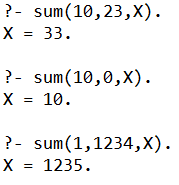 ?- sum(10,23,X).
X = 33.
?- sum(10,0,X).
X = 10.
?- sum(1,1234,X).
X = 1235.